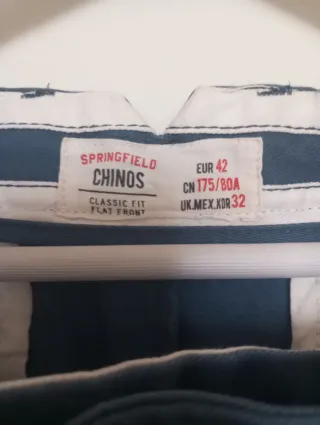 SPRINGFIELD
CHINOS
CLASSIC FIT
FLAT FRONT
EUR 42
CN 175/80A
UK.MEX.KOR 32